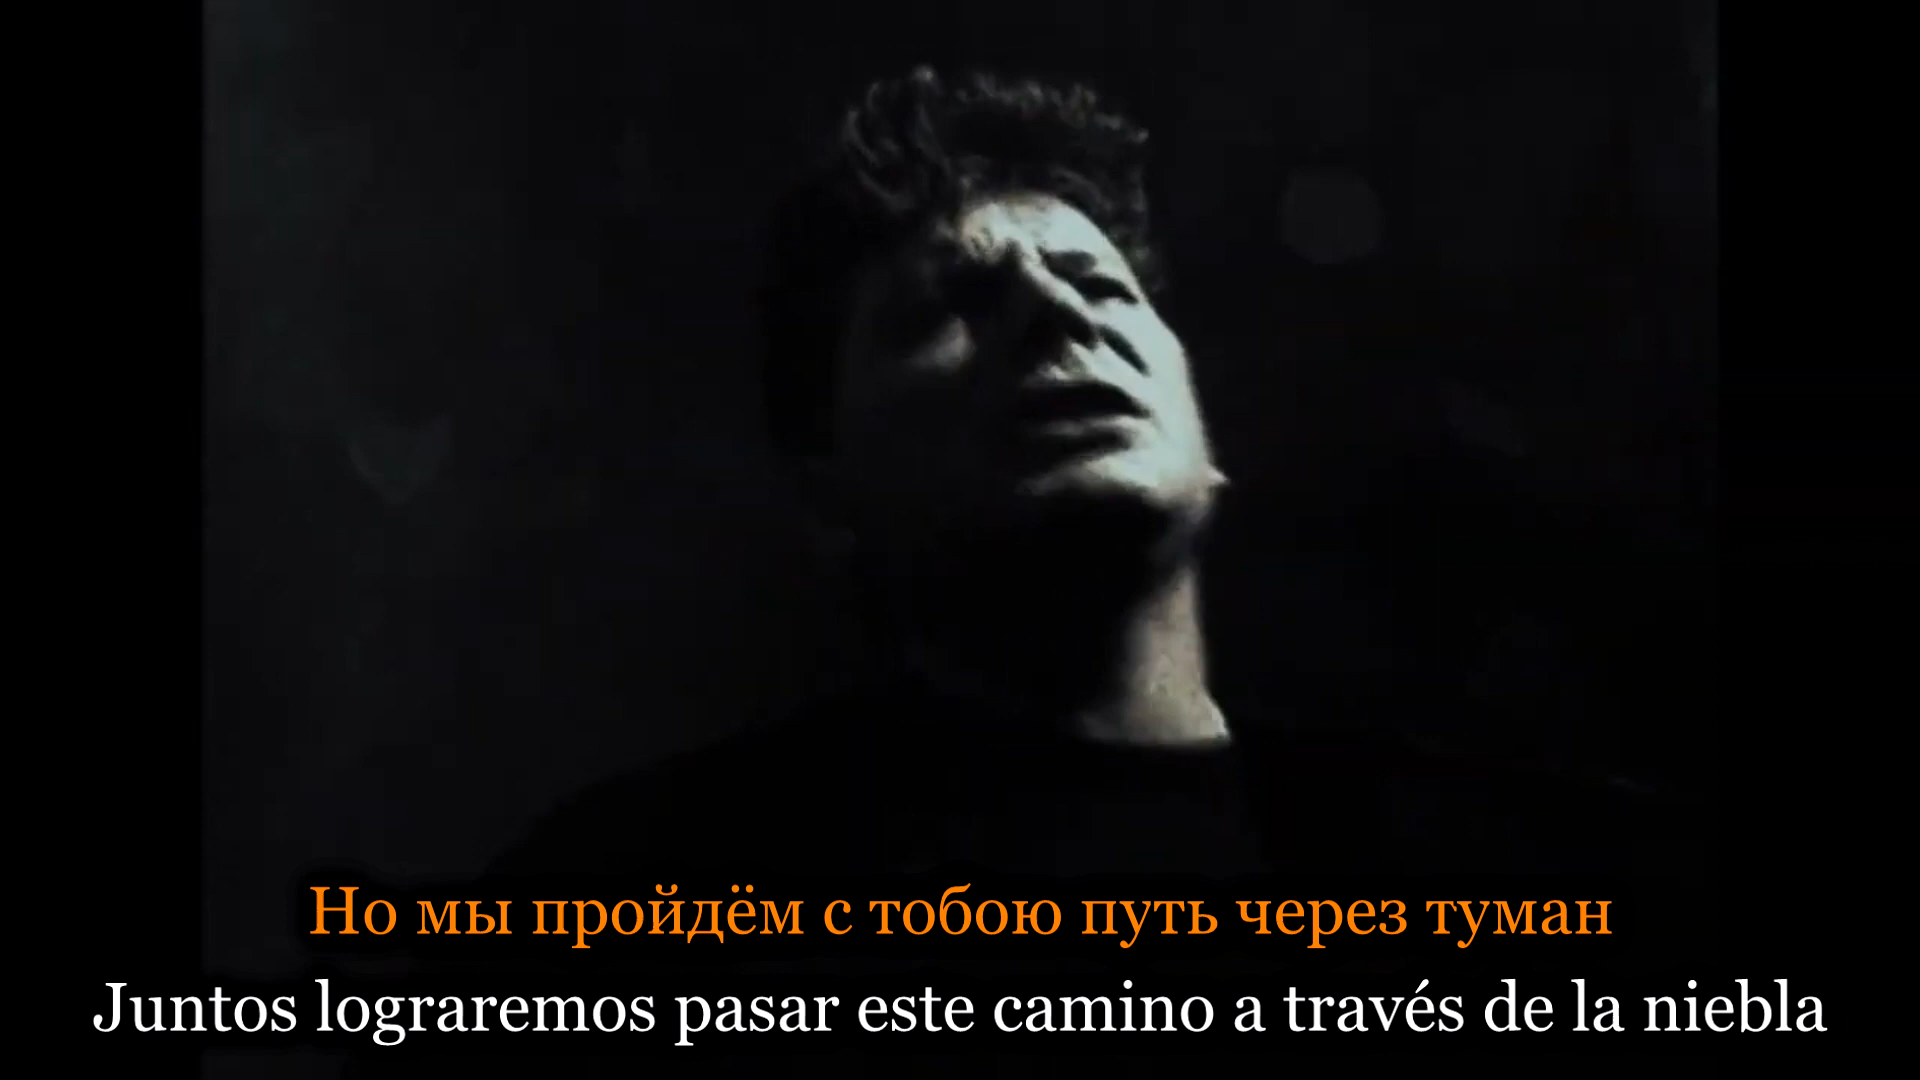 Но мы пройдём с тобою путь через туман
Juntos lograremos pasar este camino a través de la niebla